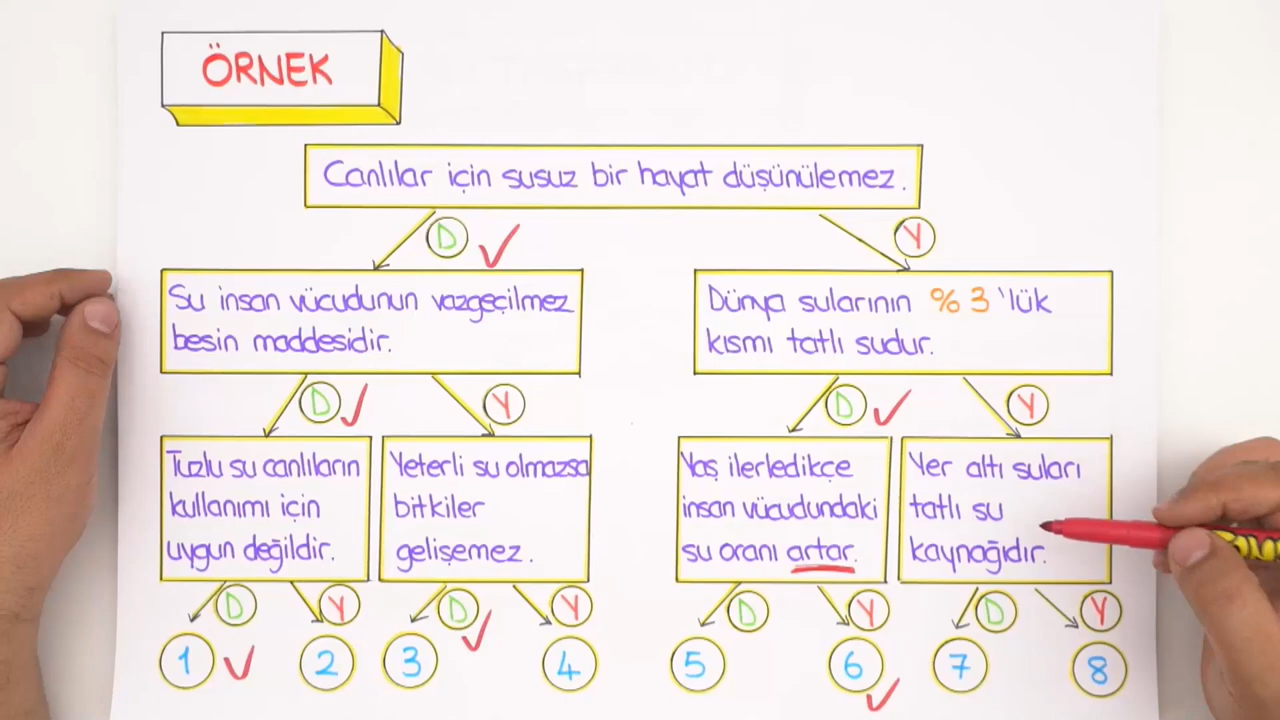 ÖRNEK
Canlılar için susuz bir hayat düşünülemez.
D
Y
Su insan vücudunun vazgeçilmez
besin maddesidir.
Dünya sularının %3'lük
kısmı tatlı sudur.
D
Y
D
Y
Tuzlu su canlıların
kullanımı için
uygun değildir.
Yeterli su olmazsa
bitkiler
gelişemez.
Yaş ilerledikçe
insan vücudundaki
su oranı artar.
Yer altı suları
tatlı su
kaynağıdır.
D
Y
D
Y
D
Y
D
Y
1
2
3
4
5
6
7
8